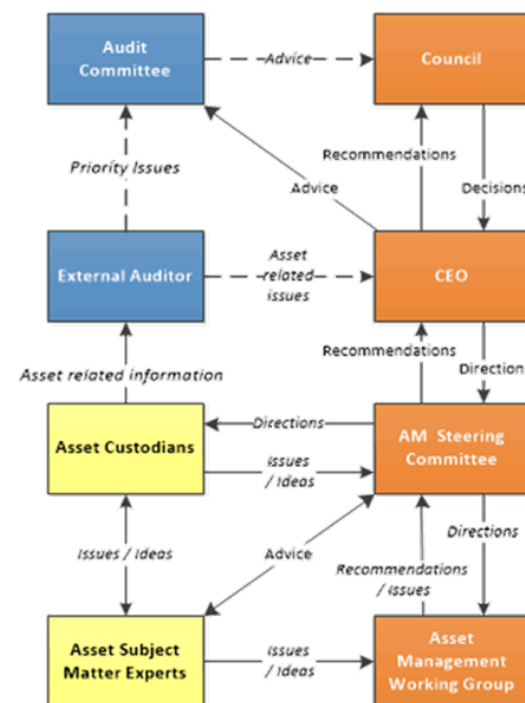 Audit
Committee
Advice
Council
Priority Issues
Recommendations
Advice
Decisions
External Auditor
Asset
related
issues
CEO
Asset related information
Recommendations
Direction
Asset Custodians
Directions
Issues
/ Ideas
AM Steering
Committee
Issues / Ideas
Advice
Directions
Recommendations
/ Issues
Asset Subject
Matter Experts
Issues
/ Ideas
Asset
Management
Working Group